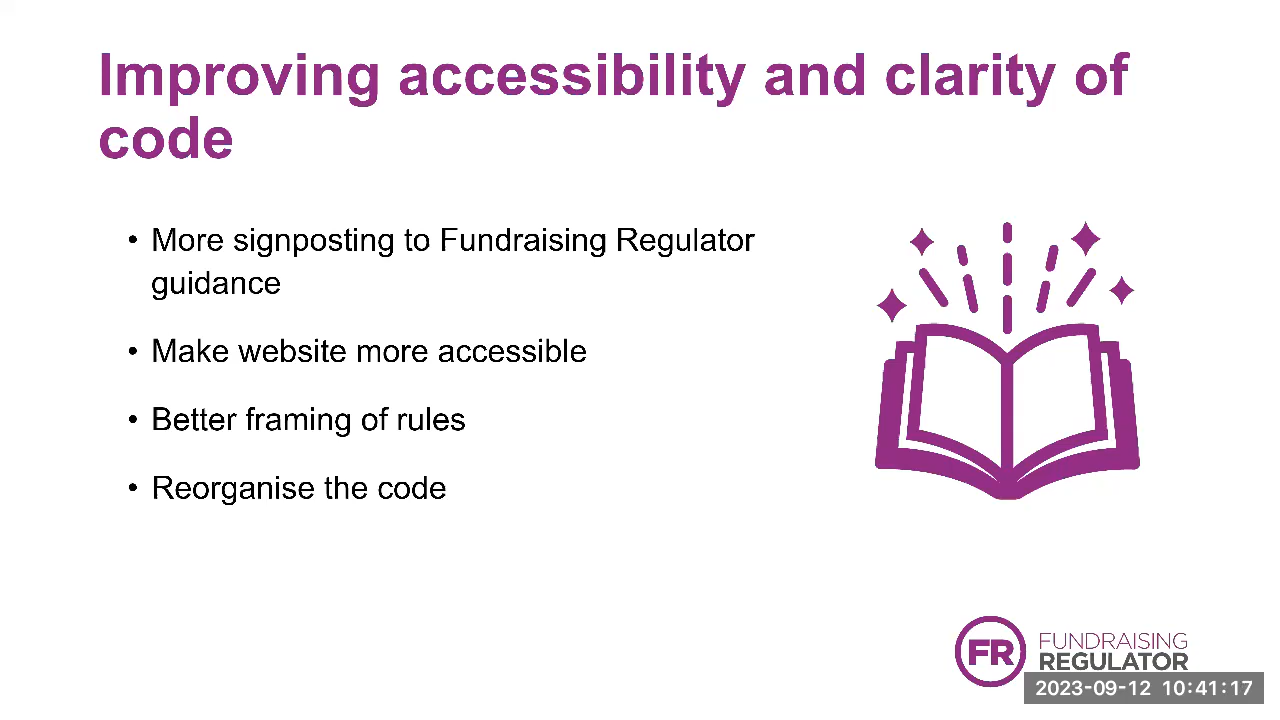 Improving accessibility and clarity of
code
• More signposting to Fundraising Regulator
guidance
• Make website more accessible
• Better framing of rules
• Reorganise the code
FR
FUNDRAISING
REGULATOR
2023-09-12 10:41:17